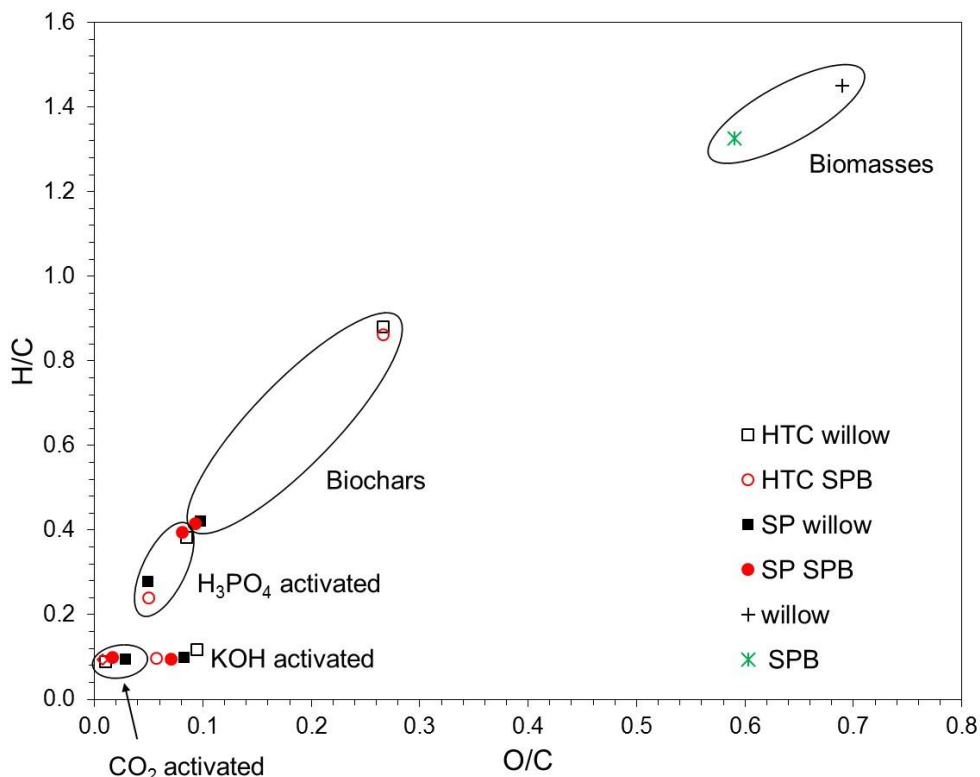 1.6
1.4
1.2
1.0
0.8
0.6
0.4
0.2
0.0
H/C
0.0 0.1 0.2 0.3 0.4 0.5 0.6 0.7 0.8
O/C
Biomasses
Biochars
H₃PO₄ activated
KOH activated
CO₂ activated
HTC willow
HTC SPB
SP willow
SP SPB
willow
SPB